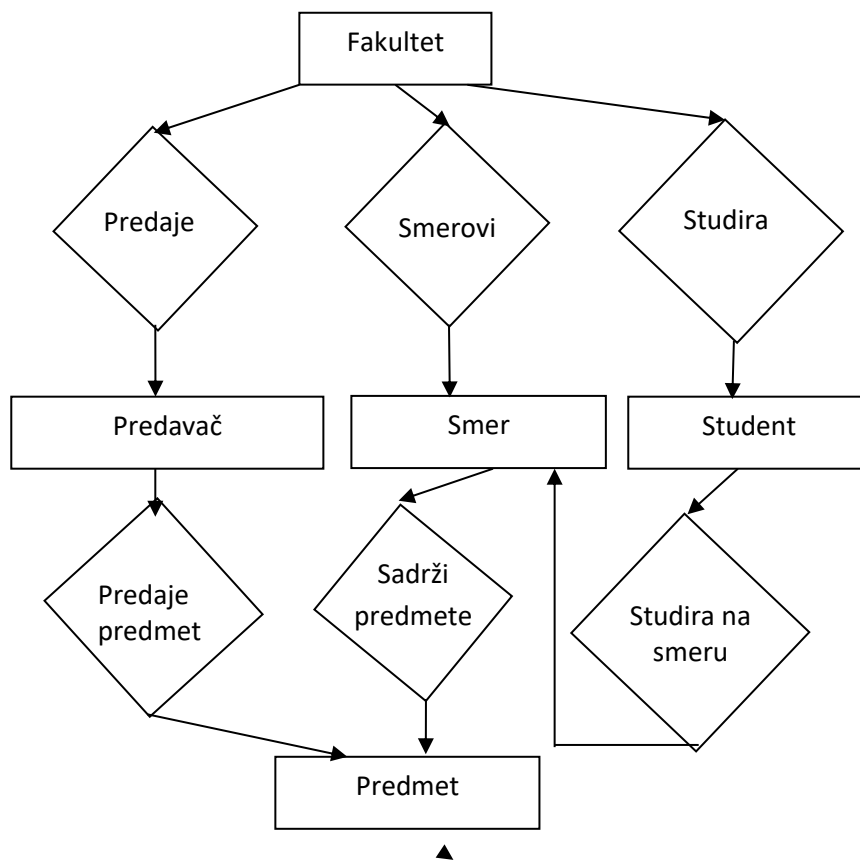 Fakultet
Predaje
Smerovi
Studira
Predavač
Smer
Student
Predaje
predmet
Sadrži
predmete
Studira na
smeru
Predmet